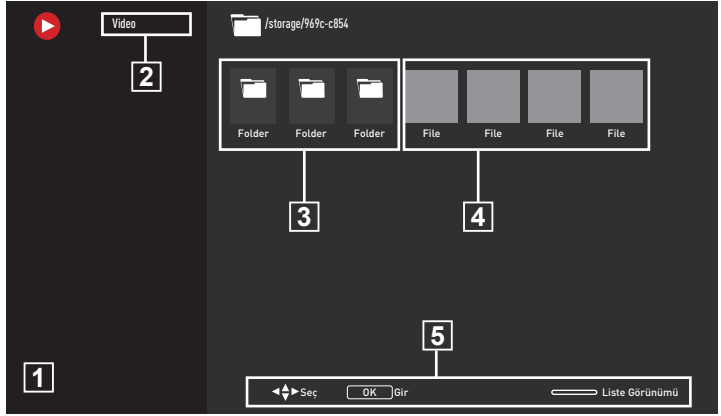 Video
/storage/969c-c854
2
Folder Folder Folder File File File File
3 4
5
1
Seç OK Gir Liste Görünümü